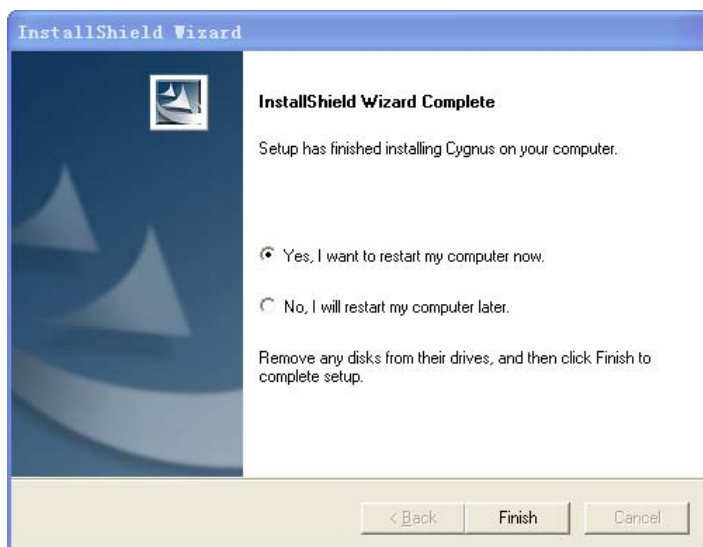 InstallShield Wizard
InstallShield Wizard Complete
Setup has finished installing Cygnus on your computer.
Yes, I want to restart my computer now.
No, I will restart my computer later.
Remove any disks from their drives, and then click Finish to
complete setup.
< Back
Finish
Cancel